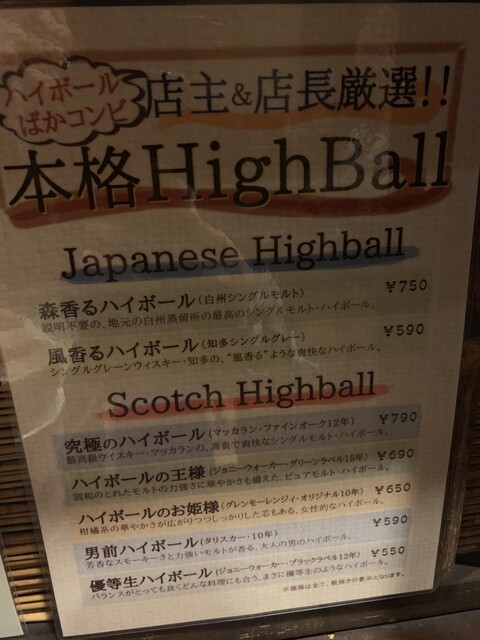 ハイボール
ばかコンビ
店主&店長厳選!!
本格HighBall
Japanese Highball
森香るハイボール(白州シングルモルト) ¥750
説明不要の、地元の白州蒸留所の最高のシングルモルト・ハイボール。
風香るハイボール(知多シングルグレー) ¥590
シングルグレーンウィスキー・知多の、"風香る"ような爽快なハイボール。
Scotch Highball
究極のハイボール(マッカラン・ファインオーク12年) ¥790
最高級ウイスキー・マッカランの、高貴で爽快なシングルモルト・ハイボール。
ハイボールの王様(ジョニーウォーカー・グリーンラベル15年) ¥690
調和のとれたモルトの力強さに華やかさも備えた、ピュアモルト・ハイボール。
ハイボールのお姫様(グレンモーレンジィ・オリジナル10年) ¥650
柑橘系の華やかさが広がりつつしっかりした芯もある、女性的なハイボール。
男前ハイボール(タリスカー・10年) ¥590
芳香なスモーキーさと力強いモルトが香る、大人の男のハイボール。
優等生ハイボール(ジョニーウォーカー・ブラックラベル12年) ¥550
バランスがとっても良くどんな料理にも合う、まさに優等生のようなハイボール。
※価格は全て、税抜きの表示となります。